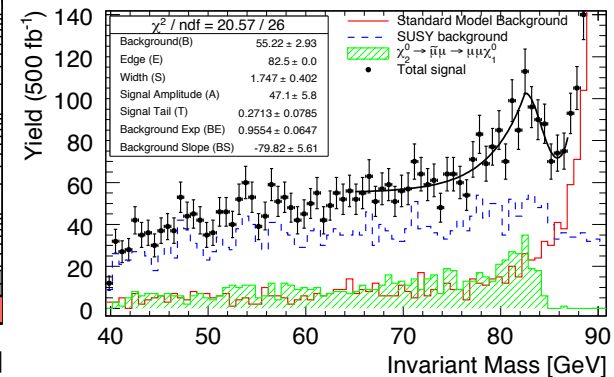 Yield (500 fb⁻¹)
140
120
100
80
60
40
20
0
χ² / ndf = 20.57 / 26
Background(B) 55.22 ± 2.93
Edge (E) 82.5 ± 0.0
Width (S) 1.747 ± 0.402
Signal Amplitude (A) 47.1 ± 5.8
Signal Tail (T) 0.2713 ± 0.0785
Background Exp (BE) 0.9554 ± 0.0647
Background Slope (BS) -79.82 ± 5.61
Standard Model Background
SUSY background
χ⁰₂ → μ̃μ → μμχ⁰₁
Total signal
40 50 60 70 80 90
Invariant Mass [GeV]